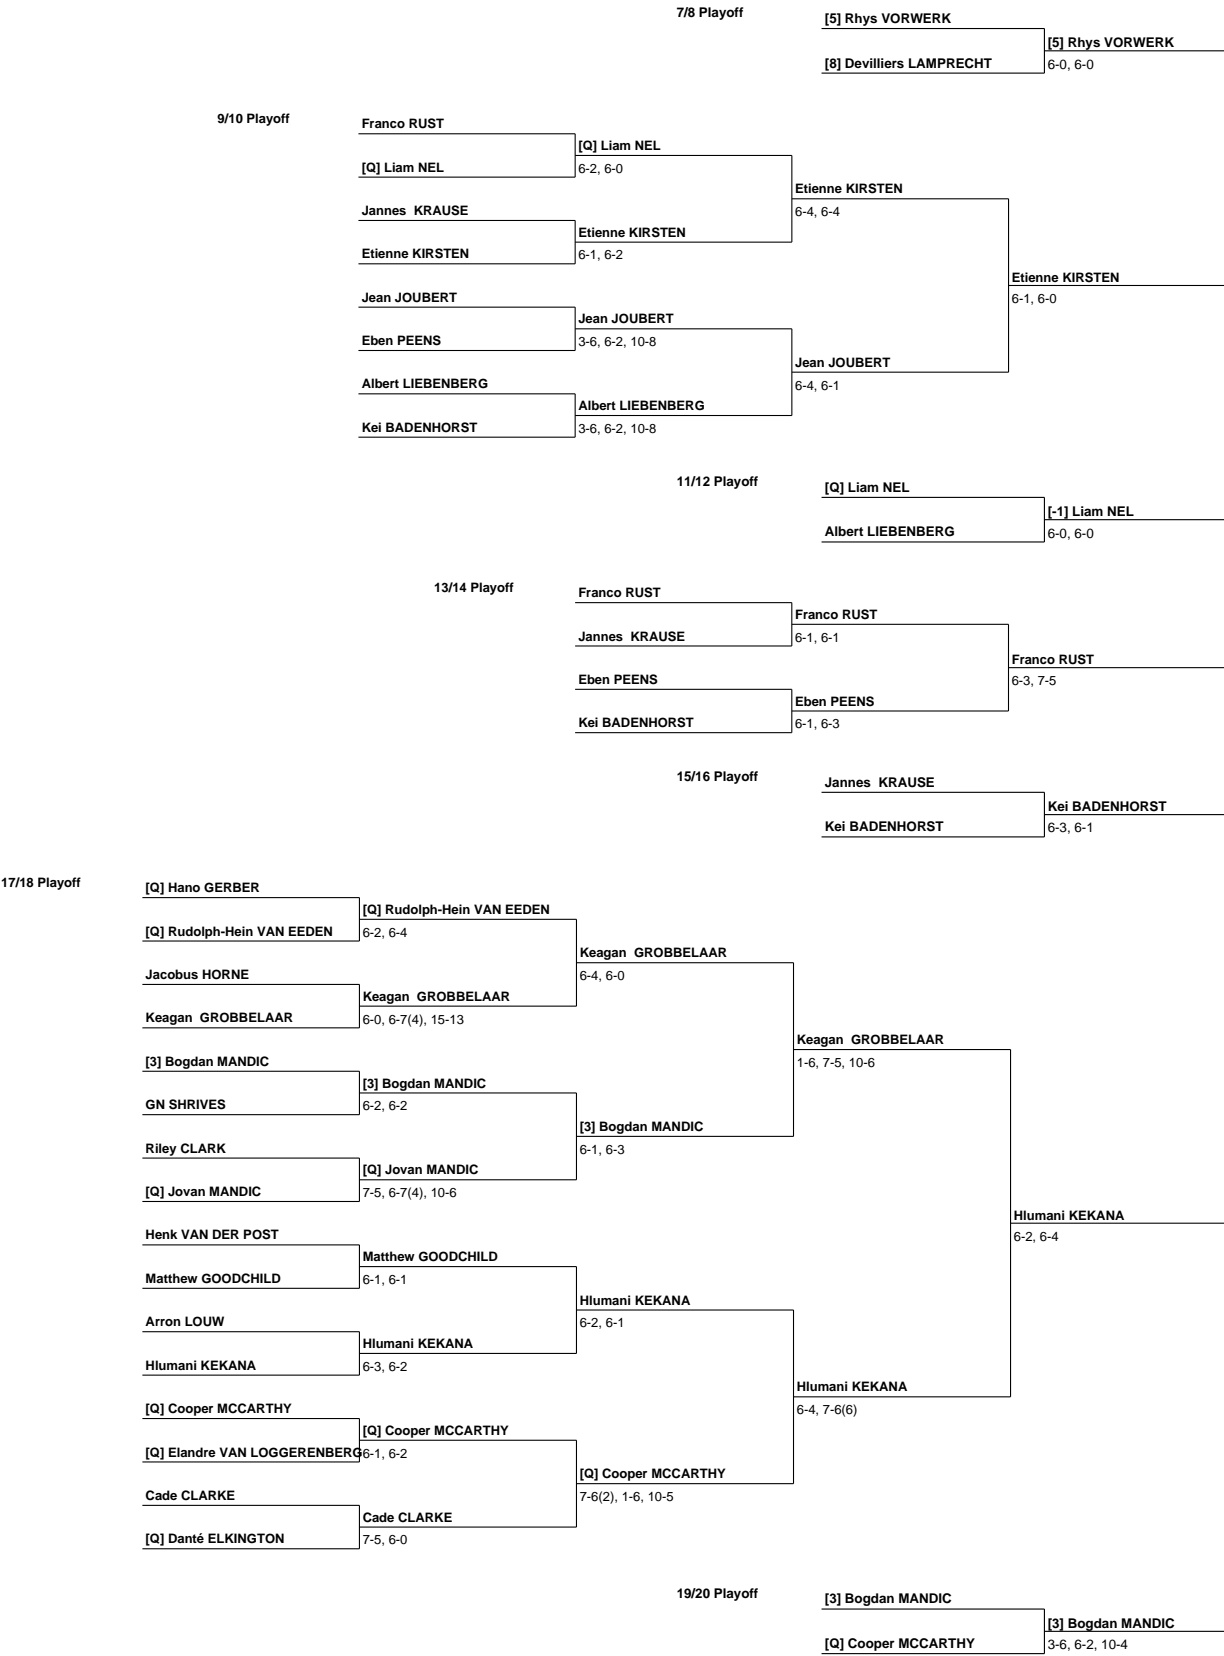 7/8 Playoff
[5] Rhys VORWERK
[5] Rhys VORWERK
[8] Devilliers LAMPRECHT
6-0, 6-0
9/10 Playoff
Franco RUST
[Q] Liam NEL
[Q] Liam NEL
6-2, 6-0
Etienne KIRSTEN
Jannes  KRAUSE
6-4, 6-4
Etienne KIRSTEN
Etienne KIRSTEN
6-1, 6-2
Etienne KIRSTEN
Jean JOUBERT
6-1, 6-0
Jean JOUBERT
Eben PEENS
3-6, 6-2, 10-8
Jean JOUBERT
Albert LIEBENBERG
6-4, 6-1
Albert LIEBENBERG
Kei BADENHORST
3-6, 6-2, 10-8
11/12 Playoff
[Q] Liam NEL
[-1] Liam NEL
Albert LIEBENBERG
6-0, 6-0
13/14 Playoff
Franco RUST
Franco RUST
Jannes  KRAUSE
6-1, 6-1
Franco RUST
Eben PEENS
6-3, 7-5
Eben PEENS
Kei BADENHORST
6-1, 6-3
15/16 Playoff
Jannes  KRAUSE
Kei BADENHORST
Kei BADENHORST
6-3, 6-1
17/18 Playoff
[Q] Hano GERBER
[Q] Rudolph-Hein VAN EEDEN
[Q] Rudolph-Hein VAN EEDEN
6-2, 6-4
Keagan  GROBBELAAR
Jacobus HORNE
6-4, 6-0
Keagan  GROBBELAAR
Keagan  GROBBELAAR
6-0, 6-7(4), 15-13
Keagan  GROBBELAAR
[3] Bogdan MANDIC
1-6, 7-5, 10-6
[3] Bogdan MANDIC
GN SHRIVES
6-2, 6-2
[3] Bogdan MANDIC
Riley CLARK
6-1, 6-3
[Q] Jovan MANDIC
[Q] Jovan MANDIC
7-5, 6-7(4), 10-6
Hlumani KEKANA
Henk VAN DER POST
6-2, 6-4
Matthew GOODCHILD
Matthew GOODCHILD
6-1, 6-1
Hlumani KEKANA
Arron LOUW
6-2, 6-1
Hlumani KEKANA
Hlumani KEKANA
6-3, 6-2
Hlumani KEKANA
[Q] Cooper MCCARTHY
6-4, 7-6(6)
[Q] Cooper MCCARTHY
[Q] Elandre VAN LOGGERENBERG
6-1, 6-2
[Q] Cooper MCCARTHY
Cade CLARKE
7-6(2), 1-6, 10-5
Cade CLARKE
[Q] Danté ELKINGTON
7-5, 6-0
19/20 Playoff
[3] Bogdan MANDIC
[3] Bogdan MANDIC
[Q] Cooper MCCARTHY
3-6, 6-2, 10-4